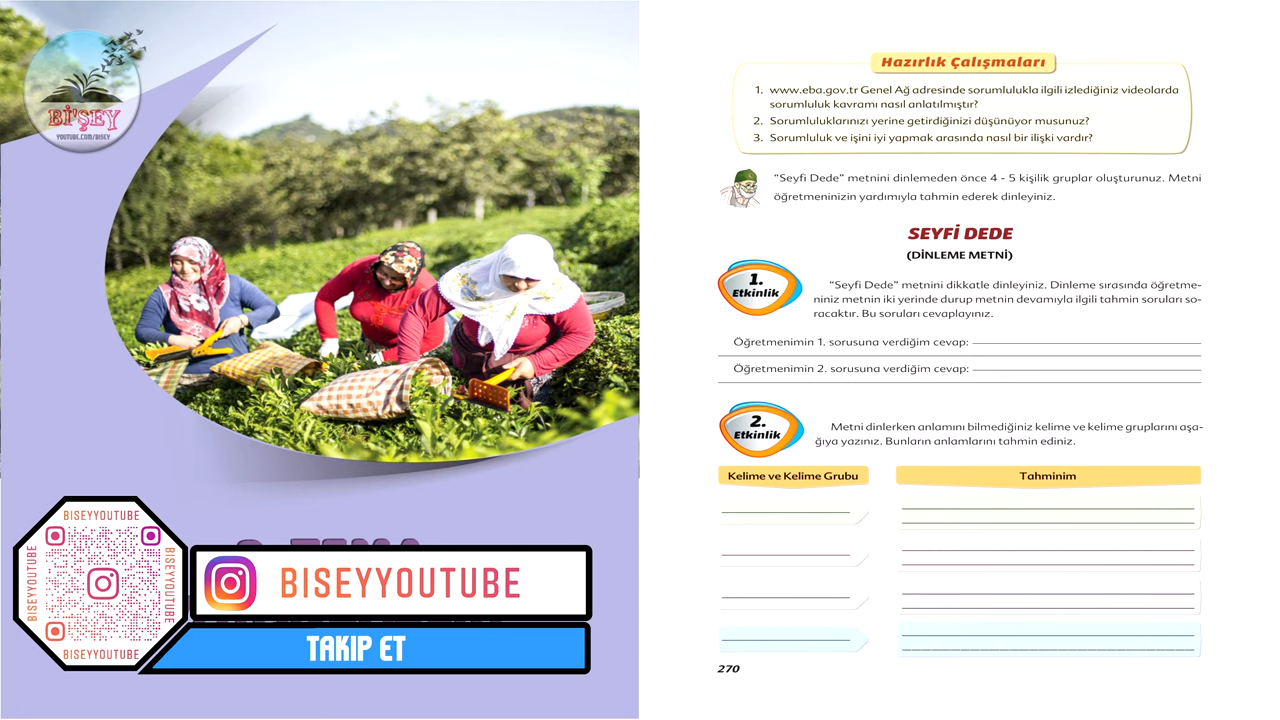 Bİ'ŞEY
YOUTUBE.COM/BISEY
BISEYYOUTUBE
BISEYYOUTUBE
BISEYYOUTUBE
BISEYYOUTUBE
BISEYYOUTUBE
TAKIP ET
Hazırlık Çalışmaları
1. www.eba.gov.tr Genel Ağ adresinde sorumlulukla ilgili izlediğiniz videolarda
sorumluluk kavramı nasıl anlatılmıştır?
2. Sorumluluklarınızı yerine getirdiğinizi düşünüyor musunuz?
3. Sorumluluk ve işini iyi yapmak arasında nasıl bir ilişki vardır?
"Seyfi Dede" metnini dinlemeden önce 4 - 5 kişilik gruplar oluşturunuz. Metni
öğretmeninizin yardımıyla tahmin ederek dinleyiniz.
SEYFİ DEDE
(DİNLEME METNİ)
1.
Etkinlik
"Seyfi Dede" metnini dikkatle dinleyiniz. Dinleme sırasında öğretme-
niniz metnin iki yerinde durup metnin devamıyla ilgili tahmin soruları so-
racaktır. Bu soruları cevaplayınız.
Öğretmenimin 1. sorusuna verdiğim cevap:
Öğretmenimin 2. sorusuna verdiğim cevap:
2.
Etkinlik
Metni dinlerken anlamını bilmediğiniz kelime ve kelime gruplarını aşa-
ğıya yazınız. Bunların anlamlarını tahmin ediniz.
Kelime ve Kelime Grubu
Tahminim
270